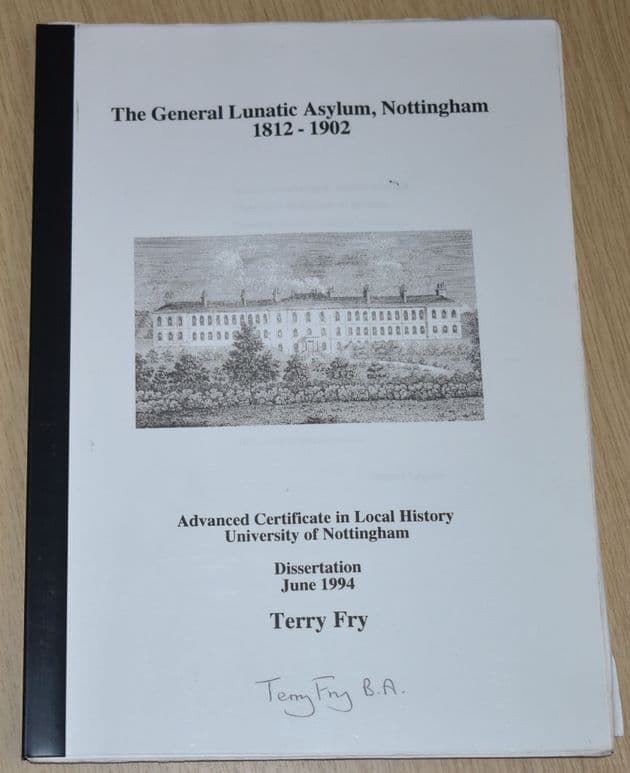 The General Lunatic Asylum, Nottingham
1812 - 1902
Advanced Certificate in Local History
University of Nottingham
Dissertation
June 1994
Terry Fry
Terry Fry B.A.